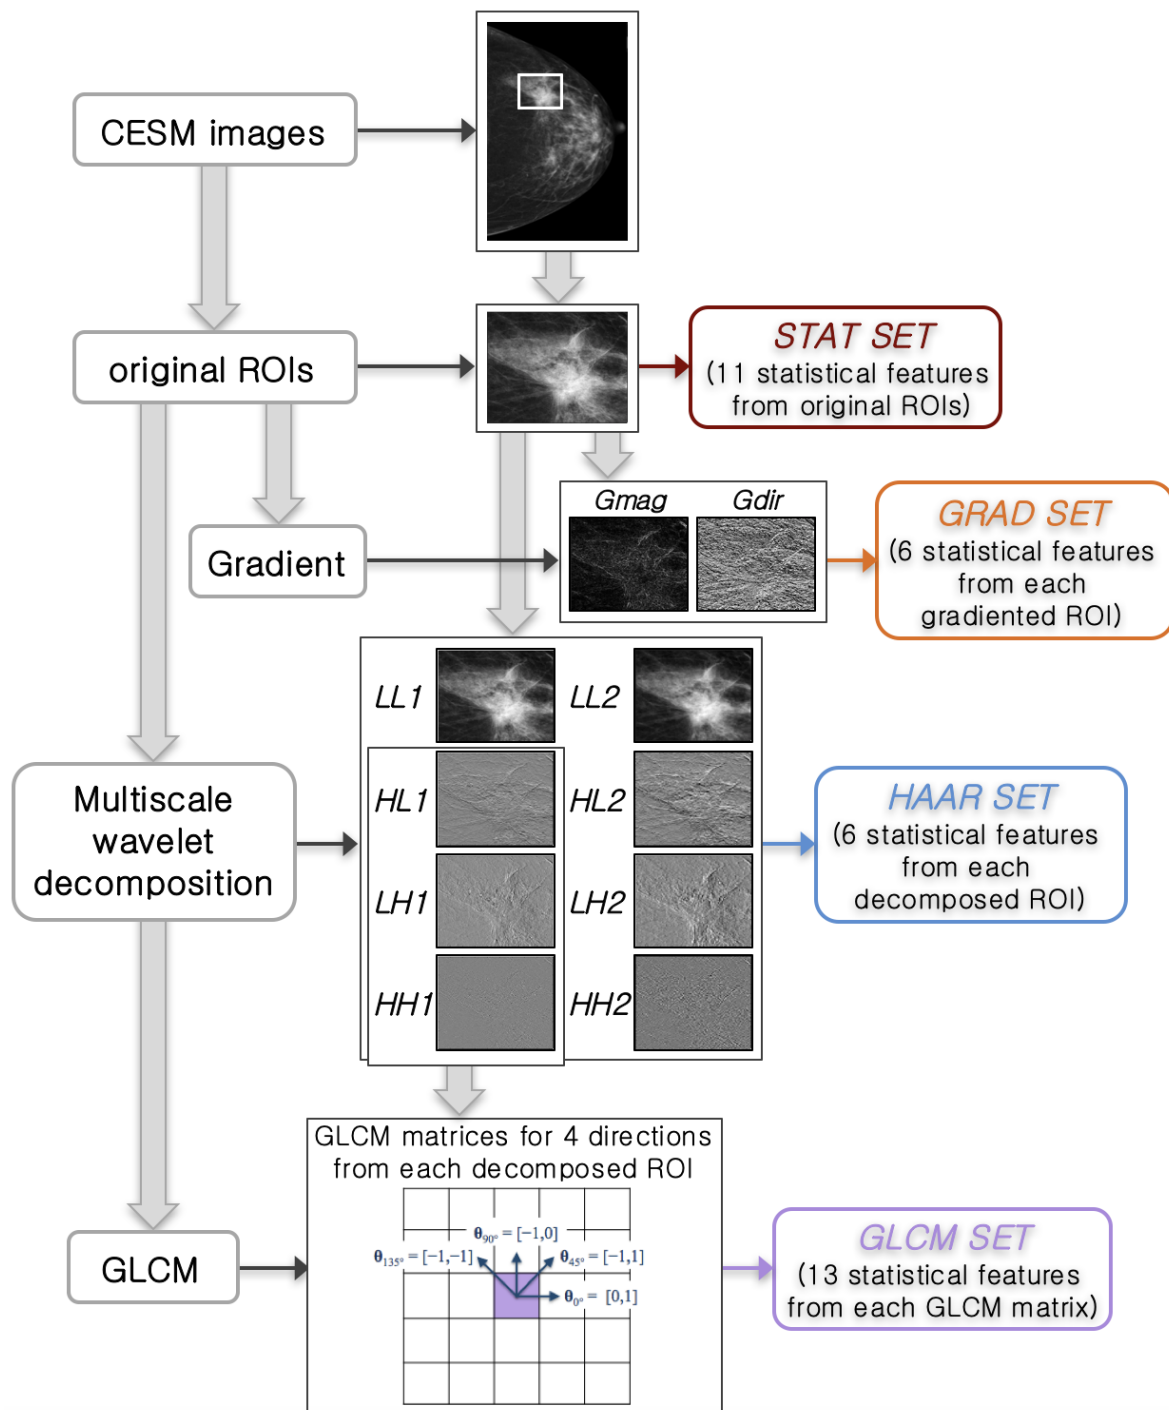 CESM images
original ROIs
STAT SET
(11 statistical features
from original ROIs)
Gmag
Gdir
Gradient
GRAD SET
(6 statistical features
from each
gradiented ROI)
LL1
LL2
HL1
HL2
LH1
LH2
HH1
HH2
Multiscale
wavelet
decomposition
HAAR SET
(6 statistical features
from each
decomposed ROI)
GLCM matrices for 4 directions
from each decomposed ROI
θ90° = [-1,0]
θ135° = [-1,-1]
θ45° = [-1,1]
θ0° = [0,1]
GLCM
GLCM SET
(13 statistical features
from each GLCM matrix)